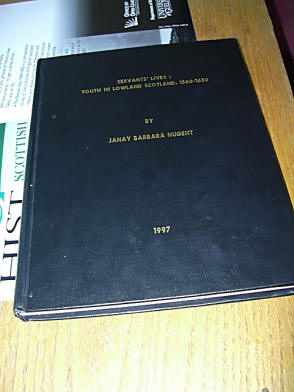 SERVANTS' LIVES :
YOUTH IN LOWLAND SCOTLAND, 1560-1650
BY
JANAY BARBARA NUGENT
1997
SCOTTISH
HIST